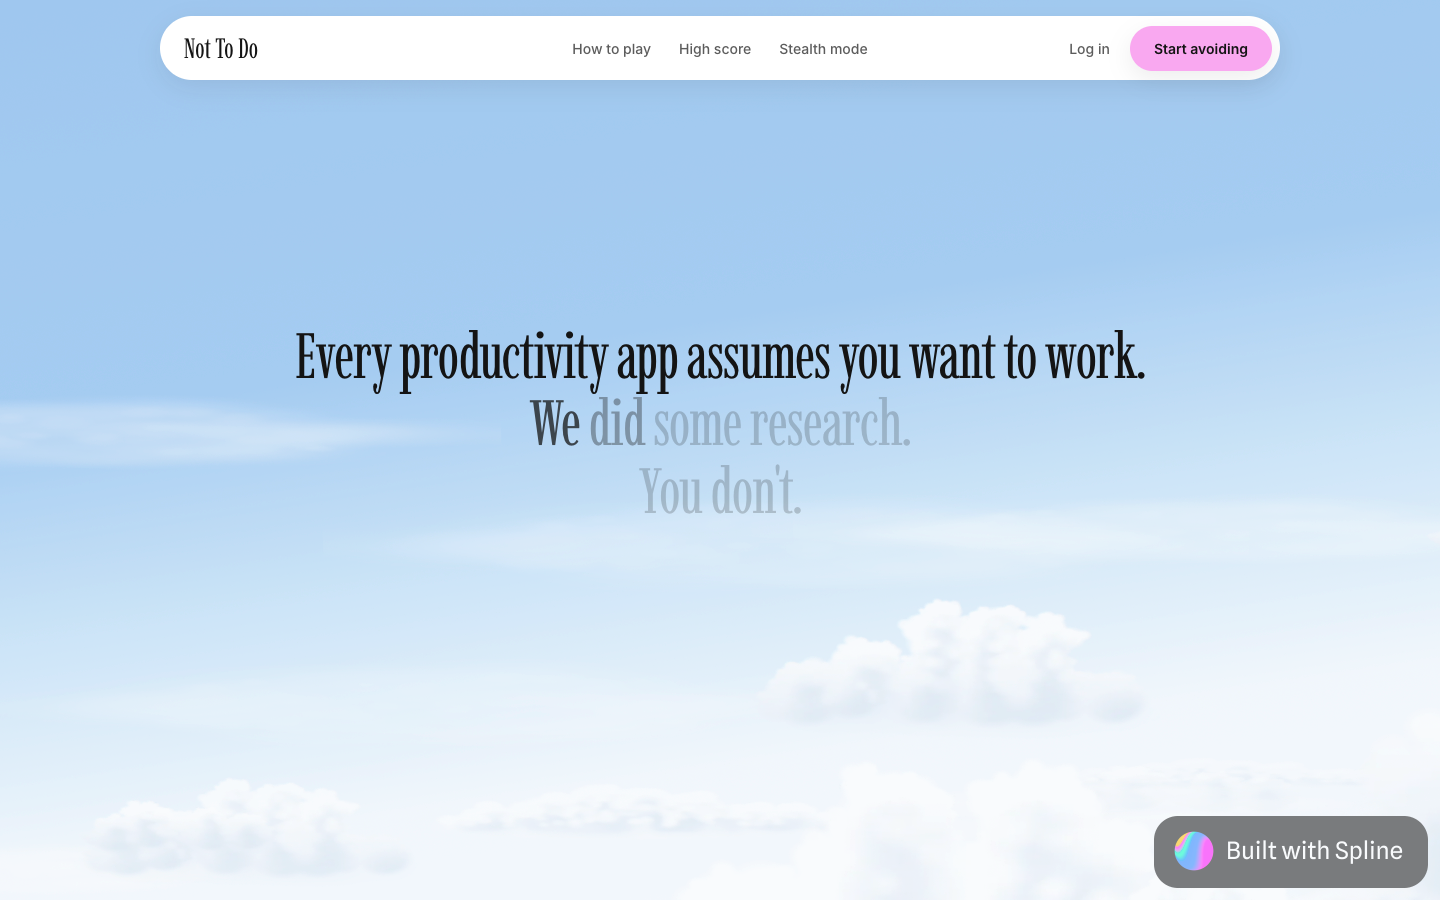 Not To Do
How to play
High score
Stealth mode
Log in
Start avoiding
Every productivity app assumes you want to work.
We did some research.
You don't.
Built with Spline